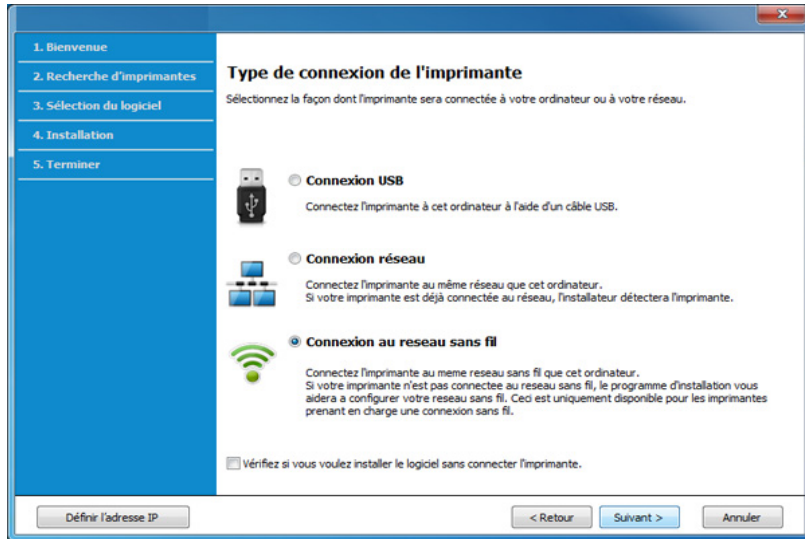 1. Bienvenue
2. Recherche d'imprimantes
3. Sélection du logiciel
4. Installation
5. Terminer
Type de connexion de l'imprimante
Sélectionnez la façon dont l'imprimante sera connectée à votre ordinateur ou à votre réseau.
Connexion USB
Connectez l'imprimante à cet ordinateur à l'aide d'un câble USB.
Connexion réseau
Connectez l'imprimante au même réseau que cet ordinateur.
Si votre imprimante est déjà connectée au réseau, l'installateur détectera l'imprimante.
Connexion au reseau sans fil
Connectez l'imprimante au meme reseau sans fil que cet ordinateur.
Si votre imprimante n'est pas connectee au reseau sans fil, le programme d'installation vous
aidera a configurer votre reseau sans fil. Ceci est uniquement disponible pour les imprimantes
prenant en charge une connexion sans fil.
Vérifiez si vous voulez installer le logiciel sans connecter l'imprimante.
Définir l'adresse IP
< Retour
Suivant >
Annuler